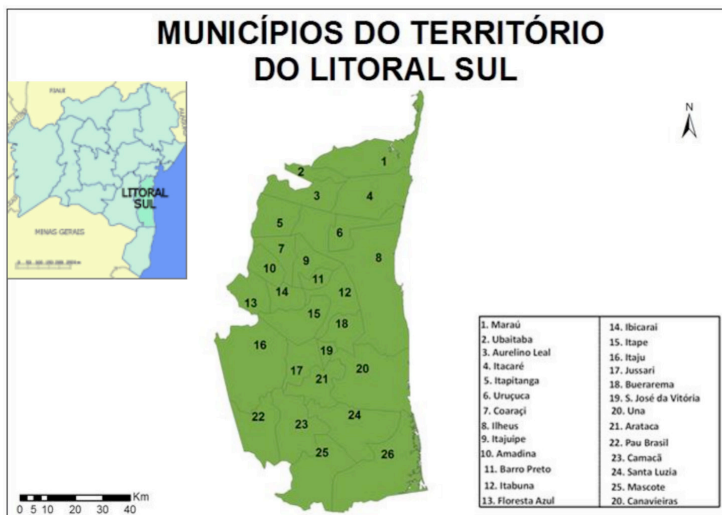 MUNICÍPIOS DO TERRITÓRIO
DO LITORAL SUL
PIAUI
LITORAL
SUL
MINAS GERAIS
N
1
2
3
4
5
6
7
8
9
10
11
12
13
14
15
16
17
18
19
20
21
22
23
24
25
26
1. Maraú
2. Ubaitaba
3. Aurelino Leal
4. Itacaré
5. Itapitanga
6. Uruçuca
7. Coaraçi
8. Ilheus
9. Itajuipe
10. Amadina
11. Barro Preto
12. Itabuna
13. Floresta Azul
14. Ibicarai
15. Itape
16. Itaju
17. Jussari
18. Buerarema
19. S. José da Vitória
20. Una
21. Arataca
22. Pau Brasil
23. Camacã
24. Santa Luzia
25. Mascote
20. Canavieiras
Km
0 5 10 20 30 40